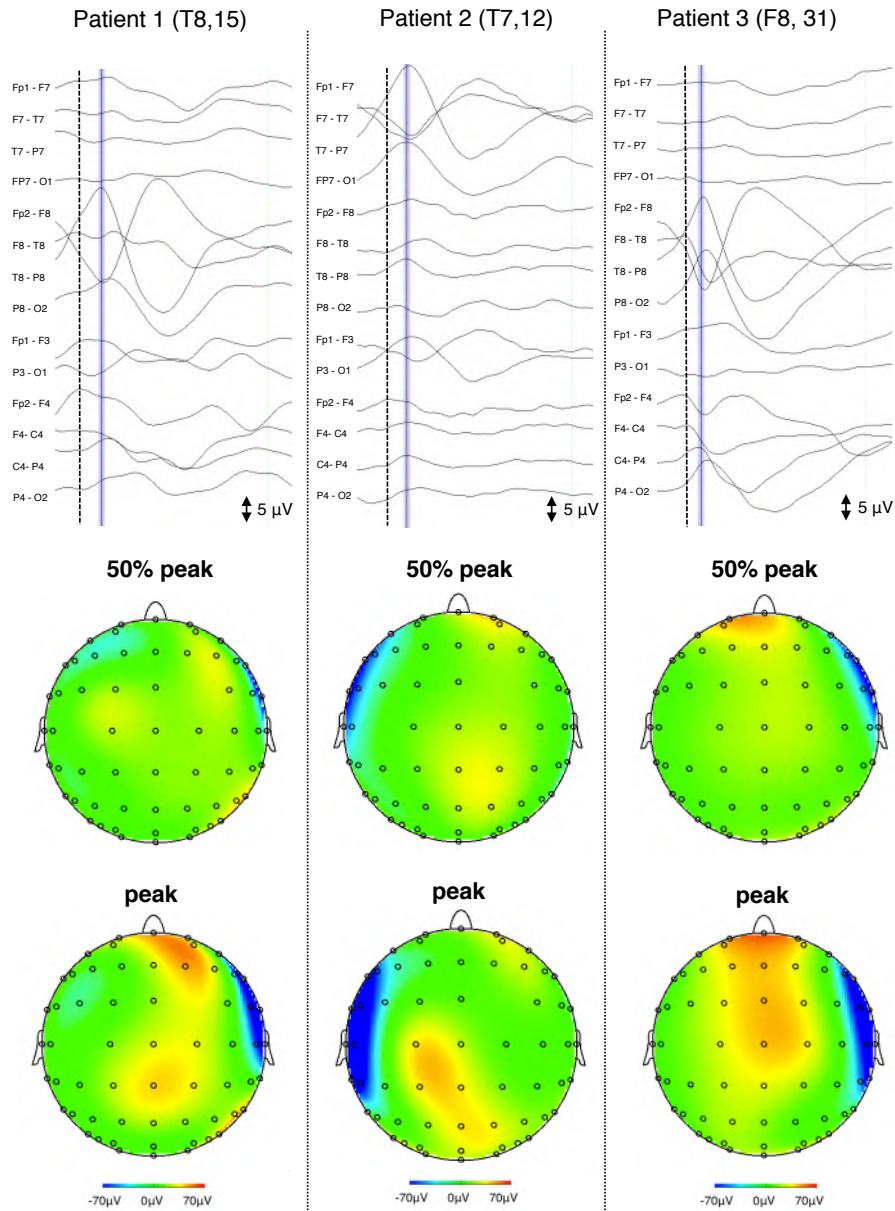 Patient 1 (T8,15)
Patient 2 (T7,12)
Patient 3 (F8, 31)
Fp1 - F7
F7 - T7
T7 - P7
FP7 - O1
Fp2 - F8
F8 - T8
T8 - P8
P8 - O2
Fp1 - F3
P3 - O1
Fp2 - F4
F4- C4
C4- P4
P4 - O2
5 µV
Fp1 - F7
F7 - T7
T7 - P7
FP7 - O1
Fp2 - F8
F8 - T8
T8 - P8
P8 - O2
Fp1 - F3
P3 - O1
Fp2 - F4
F4- C4
C4- P4
P4 - O2
5 µV
Fp1 - F7
F7 - T7
T7 - P7
FP7 - O1
Fp2 - F8
F8 - T8
T8 - P8
P8 - O2
Fp1 - F3
P3 - O1
Fp2 - F4
F4- C4
C4- P4
P4 - O2
5 µV
50% peak
50% peak
50% peak
peak
peak
peak
-70µV 0µV 70µV
-70µV 0µV 70µV
-70µV 0µV 70µV